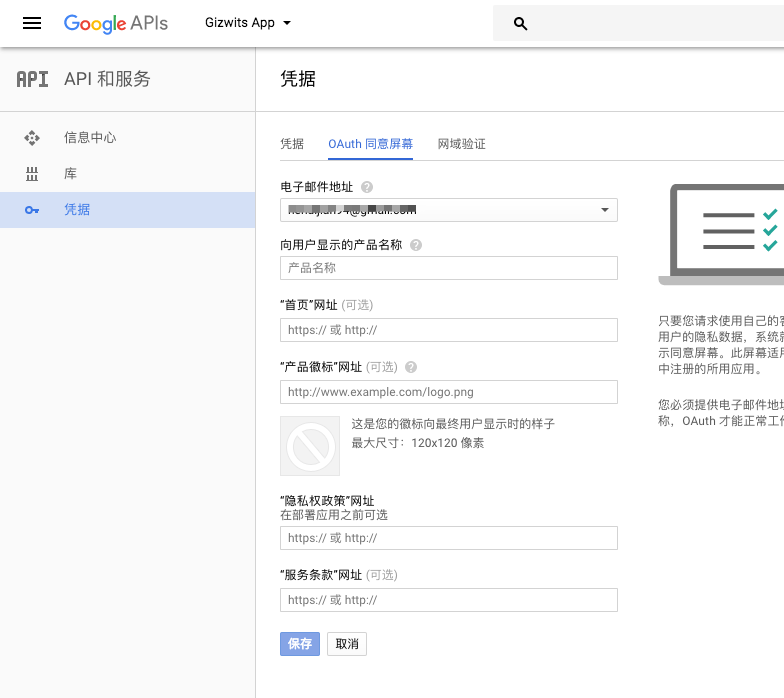 Google APIs
Gizwits App
API API 和服务
凭据
信息中心
库
凭据
凭据 OAuth 同意屏幕 网域验证
电子邮件地址 ?
@gmail.com
向用户显示的产品名称 ?
产品名称
“首页”网址 (可选)
https:// 或 http://
“产品徽标”网址 (可选) ?
http://www.example.com/logo.png
这是您的徽标向最终用户显示时的样子
最大尺寸：120x120 像素
“隐私权政策”网址
在部署应用之前可选
https:// 或 http://
“服务条款”网址 (可选)
https:// 或 http://
保存 取消
只要您请求使用自己的客
用户的隐私数据，系统就
示同意屏幕。此屏幕适用
中注册的所用应用。
您必须提供电子邮件地址
称，OAuth 才能正常工作